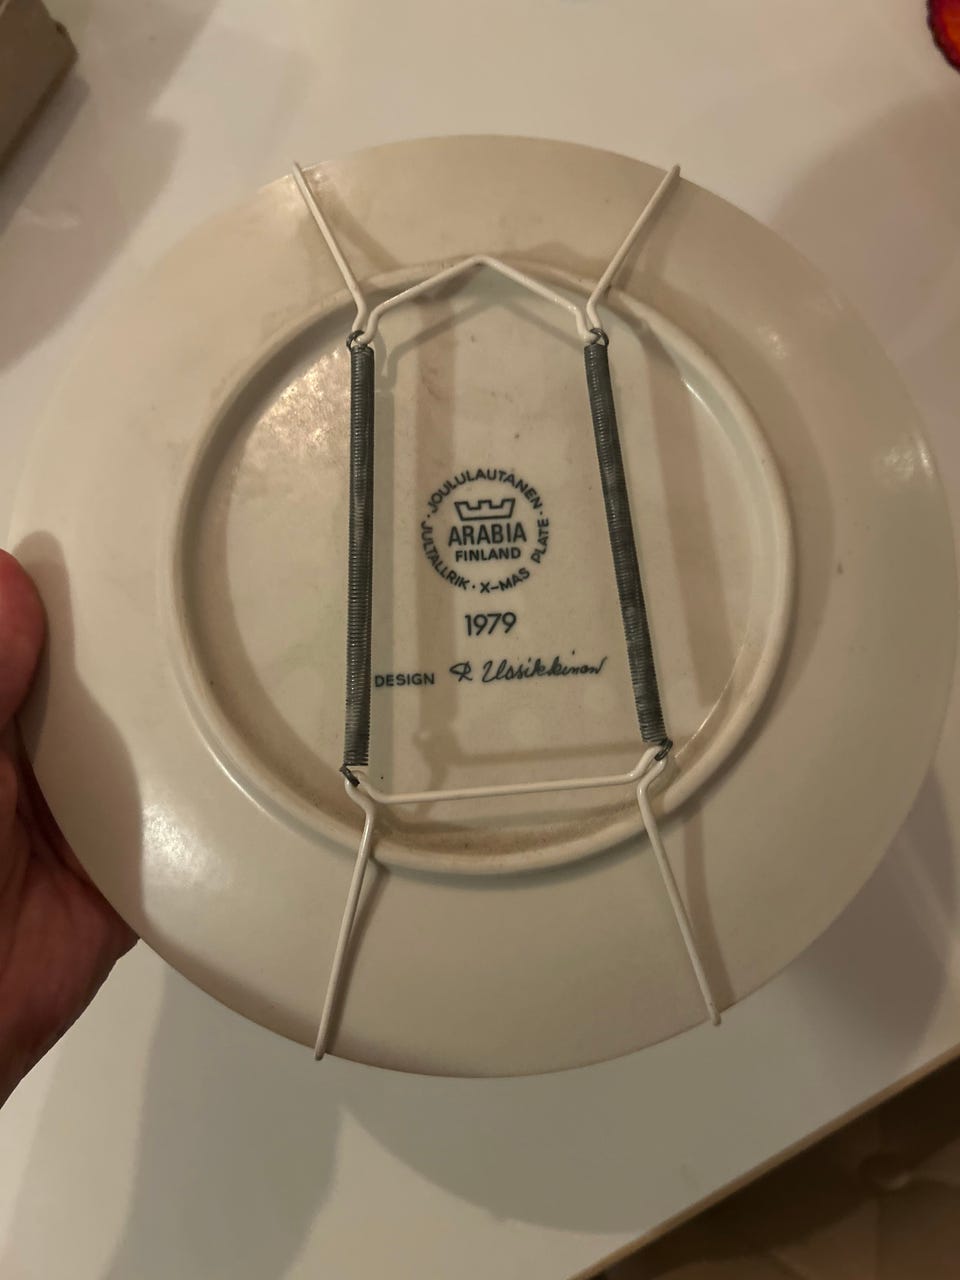 · JOULULAUTANEN ·
ARABIA
FINLAND
JULTALLRIK · X-MAS PLATE
1979
DESIGN R Uosikkinen